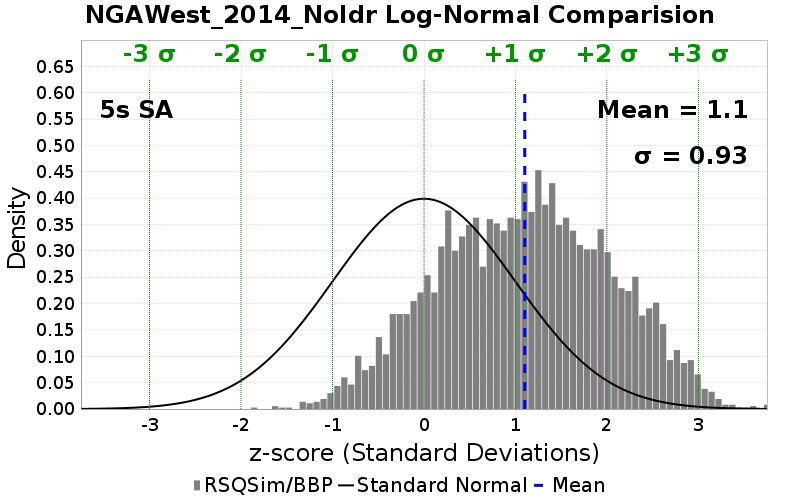 NGAWest_2014_NoIdr Log-Normal Comparision
-3 σ -2 σ -1 σ 0 σ +1 σ +2 σ +3 σ
5s SA
Mean = 1.1
σ = 0.93
Density
0.65
0.60
0.55
0.50
0.45
0.40
0.35
0.30
0.25
0.20
0.15
0.10
0.05
0.00
-3 -2 -1 0 1 2 3
z-score (Standard Deviations)
RSQSim/BBP Standard Normal Mean